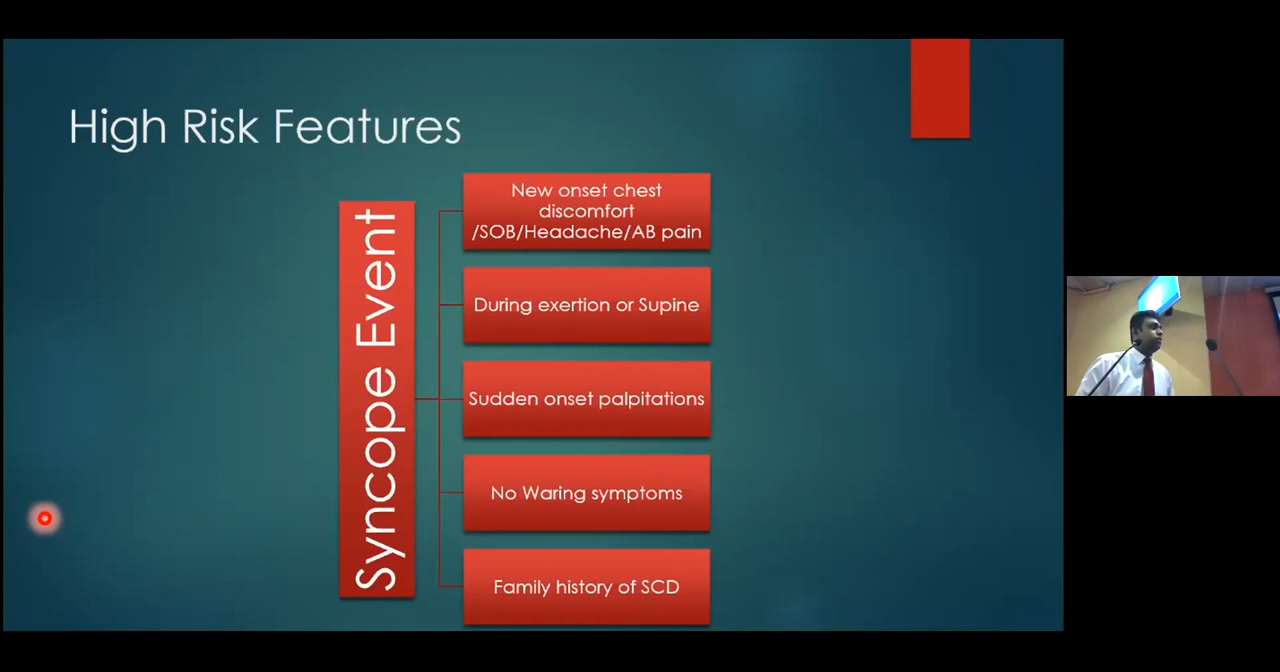 High Risk Features
Syncope Event
New onset chest
discomfort
/SOB/Headache/AB pain
During exertion or Supine
Sudden onset palpitations
No Waring symptoms
Family history of SCD